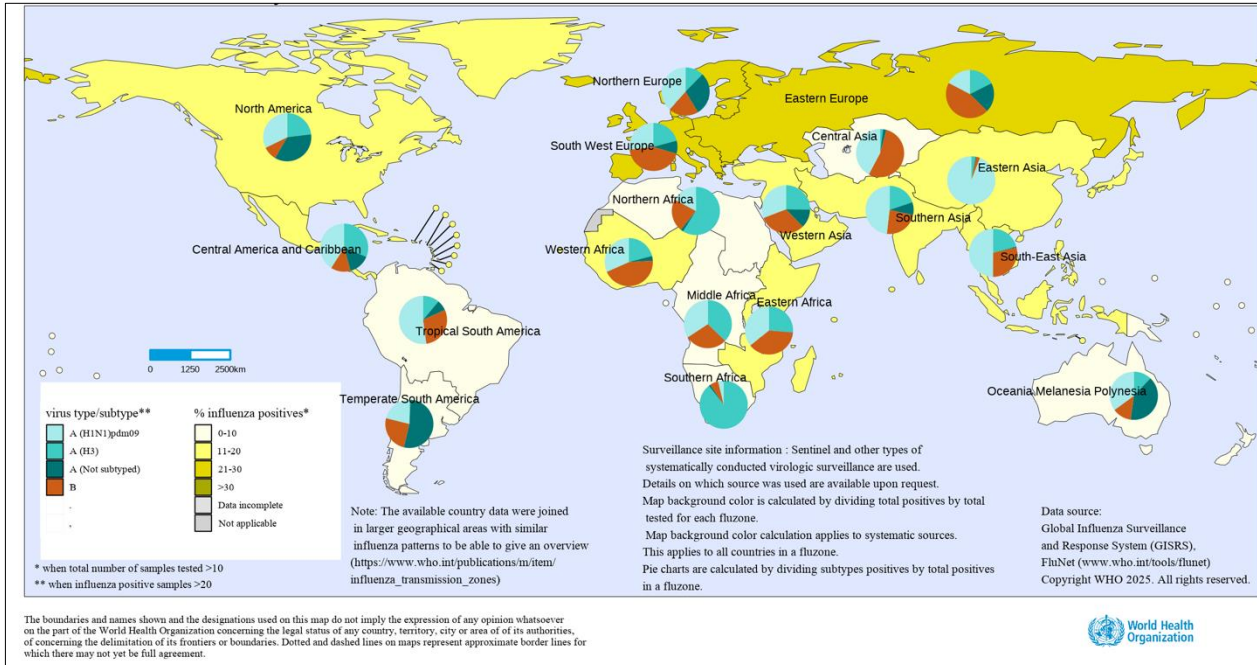 Northern Europe
Eastern Europe
North America
Central Asia
South West Europe
Eastern Asia
Northern Africa
Southern Asia
Western Asia
Central America and Caribbean
Western Africa
South-East Asia
Middle Africa
Eastern Africa
Tropical South America
0 1250 2500km
Southern Africa
Oceania Melanesia Polynesia
Temperate South America
virus type/subtype**
A (H1N1)pdm09
A (H3)
A (Not subtyped)
B
% influenza positives*
0-10
11-20
21-30
>30
Data incomplete
Not applicable
* when total number of samples tested >10
** when influenza positive samples >20
Note: The available country data were joined
in larger geographical areas with similar
influenza patterns to be able to give an overview
(https://www.who.int/publications/m/item/
influenza_transmission_zones)
Surveillance site information : Sentinel and other types of
systematically conducted virologic surveillance are used.
Details on which source was used are available upon request.
Map background color is calculated by dividing total positives by total
tested for each fluzone.
Map background color calculation applies to systematic sources.
This applies to all countries in a fluzone.
Pie charts are calculated by dividing subtypes positives by total positives
in a fluzone.
Data source:
Global Influenza Surveillance
and Response System (GISRS),
FluNet (www.who.int/tools/flunet)
Copyright WHO 2025. All rights reserved.
The boundaries and names shown and the designations used on this map do not imply the expression of any opinion whatsoever
on the part of the World Health Organization concerning the legal status of any country, territory, city or area of of its authorities,
of concerning the delimitation of its frontiers or boundaries. Dotted and dashed lines on maps represent approximate border lines for
which there may not yet be full agreement.
World Health
Organization